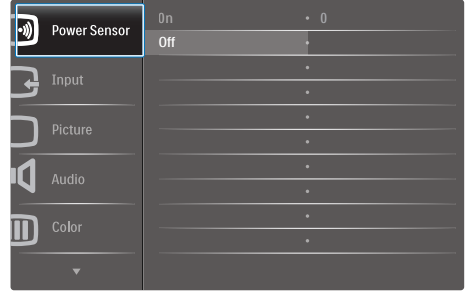 Power Sensor
On • 0
Off •
•
Input
•
•
Picture
•
•
Audio
•
•
Color
•
▼